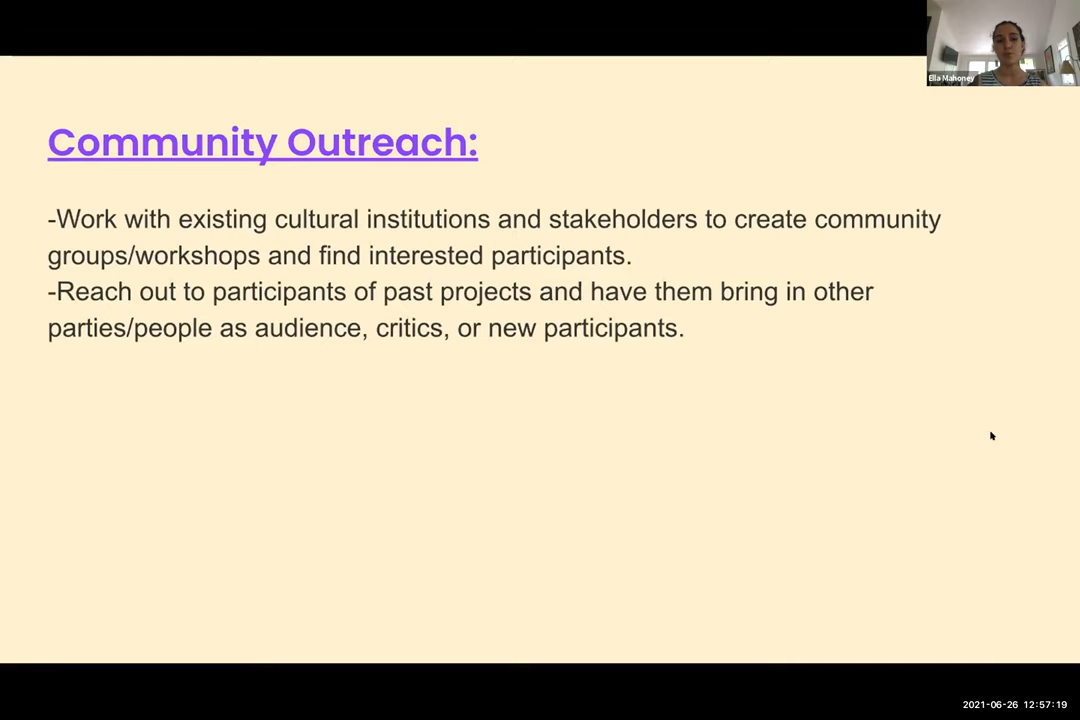 Ella Mahoney
Community Outreach:
-Work with existing cultural institutions and stakeholders to create community
groups/workshops and find interested participants.
-Reach out to participants of past projects and have them bring in other
parties/people as audience, critics, or new participants.
2021-06-26 12:57:19